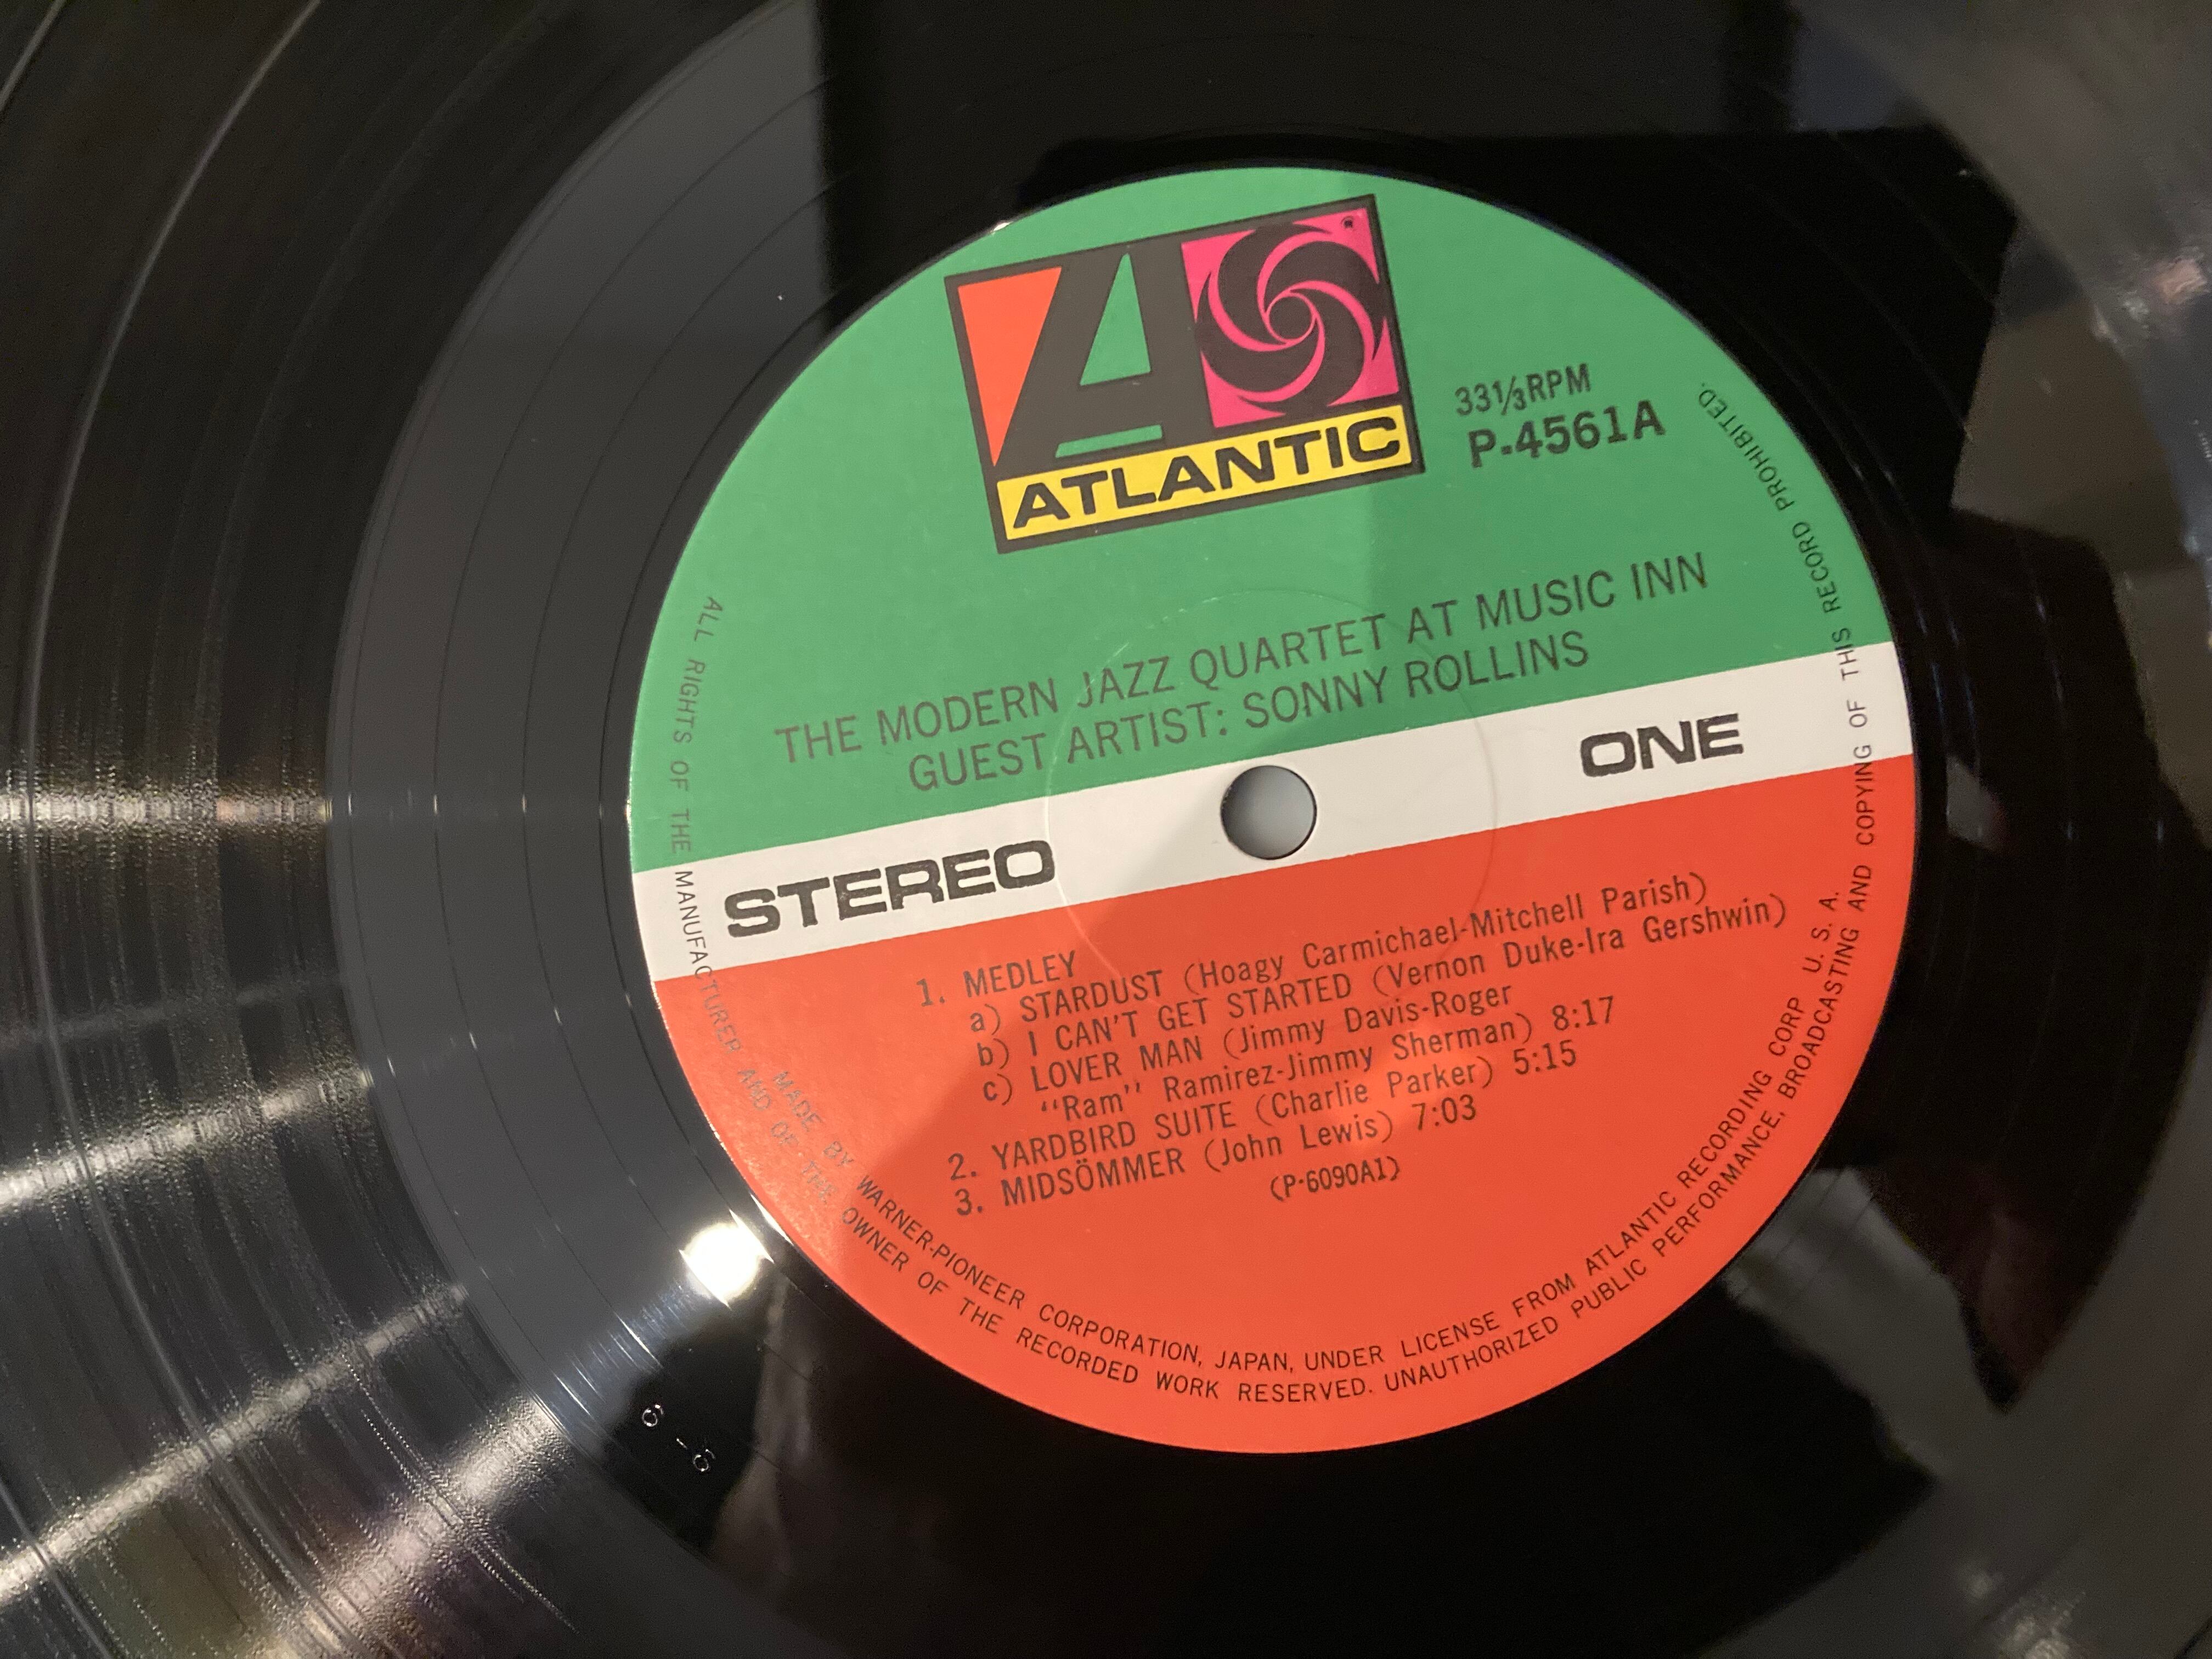 ATLANTIC
33⅓RPM
P-4561A
THE MODERN JAZZ QUARTET AT MUSIC INN
GUEST ARTIST: SONNY ROLLINS
STEREO
ONE
1. MEDLEY
a) STARDUST (Hoagy Carmichael-Mitchell Parish)
b) I CAN'T GET STARTED (Vernon Duke-Ira Gershwin)
c) LOVER MAN (Jimmy Davis-Roger
“Ram” Ramirez-Jimmy Sherman) 8:17
2. YARDBIRD SUITE (Charlie Parker) 5:15
3. MIDSÖMMER (John Lewis) 7:03
(P-6090A1)
MADE BY WARNER-PIONEER CORPORATION, JAPAN, UNDER LICENSE FROM ATLANTIC RECORDING CORP U.S.A.
ALL RIGHTS OF THE MANUFACTURER AND OF THE OWNER OF THE RECORDED WORK RESERVED. UNAUTHORIZED PUBLIC PERFORMANCE, BROADCASTING AND COPYING OF THIS RECORD PROHIBITED.